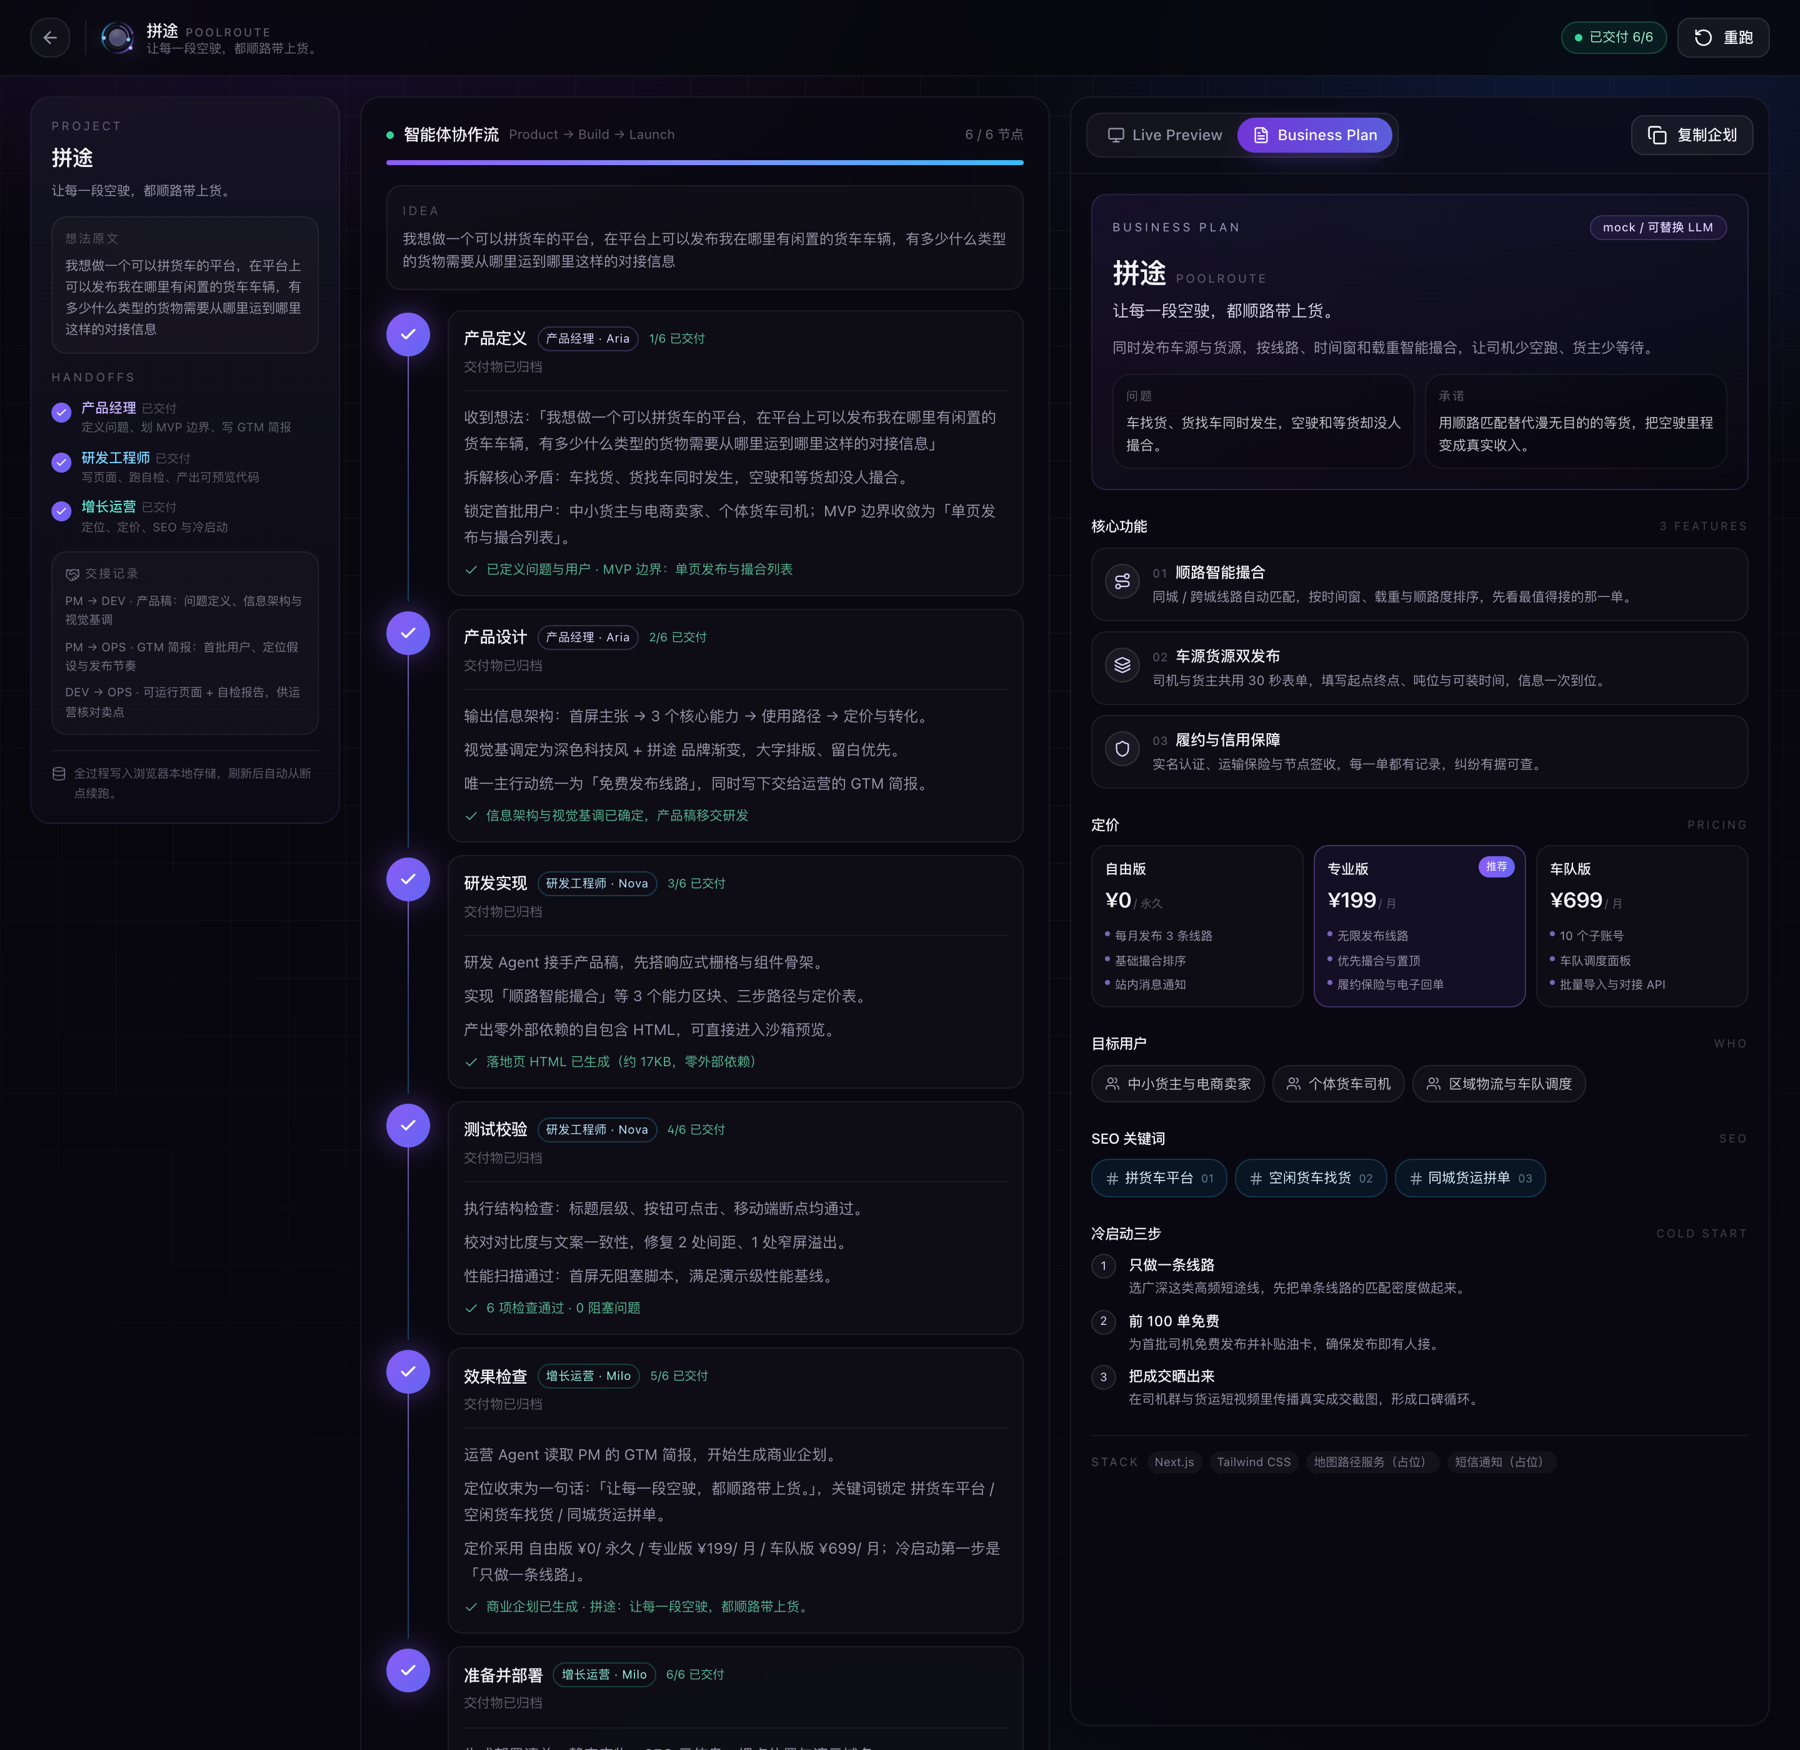 拼途 POOLROUTE
让每一段空驶，都顺路带上货。
已交付 6/6
重跑
PROJECT
拼途
让每一段空驶，都顺路带上货。
想法原文
我想做一个可以拼货车的平台，在平台上
可以发布我在哪里有闲置的货车车辆，有
多少什么类型的货物需要从哪里运到哪里
这样的对接信息
HANDOFFS
产品经理 已交付
定义问题、划 MVP 边界、写 GTM 简报
研发工程师 已交付
写页面、跑自检、产出可预览代码
增长运营 已交付
定位、定价、SEO 与冷启动
交接记录
PM → DEV · 产品稿：问题定义、信息架构与
视觉基调
PM → OPS · GTM 简报：首批用户、定位假
设与发布节奏
DEV → OPS · 可运行页面 + 自检报告，供运
营核对卖点
全过程写入浏览器本地存储，刷新后自动从断
点续跑。
智能体协作流 Product → Build → Launch
6 / 6 节点
IDEA
我想做一个可以拼货车的平台，在平台上可以发布我在哪里有闲置的货车车辆，有多少什么类型
的货物需要从哪里运到哪里这样的对接信息
产品定义 产品经理 · Aria 1/6 已交付
交付物已归档
收到想法：「我想做一个可以拼货车的平台，在平台上可以发布我在哪里有闲置的
货车车辆，有多少什么类型的货物需要从哪里运到哪里这样的对接信息」
拆解核心矛盾：车找货、货找车同时发生，空驶和等货却没人撮合。
锁定首批用户：中小货主与电商卖家、个体货车司机；MVP 边界收敛为「单页发
布与撮合列表」。
已定义问题与用户 · MVP 边界：单页发布与撮合列表
产品设计 产品经理 · Aria 2/6 已交付
交付物已归档
输出信息架构：首屏主张 → 3 个核心能力 → 使用路径 → 定价与转化。
视觉基调定为深色科技风 + 拼途 品牌渐变，大字排版、留白优先。
唯一主行动统一为「免费发布线路」，同时写下交给运营的 GTM 简报。
信息架构与视觉基调已确定，产品稿移交研发
研发实现 研发工程师 · Nova 3/6 已交付
交付物已归档
研发 Agent 接手产品稿，先搭响应式栅格与组件骨架。
实现「顺路智能撮合」等 3 个能力区块、三步路径与定价表。
产出零外部依赖的自包含 HTML，可直接进入沙箱预览。
落地页 HTML 已生成（约 17KB，零外部依赖）
测试校验 研发工程师 · Nova 4/6 已交付
交付物已归档
执行结构检查：标题层级、按钮可点击、移动端断点均通过。
校对对比度与文案一致性，修复 2 处间距、1 处窄屏溢出。
性能扫描通过：首屏无阻塞脚本，满足演示级性能基线。
6 项检查通过 · 0 阻塞问题
效果检查 增长运营 · Milo 5/6 已交付
交付物已归档
运营 Agent 读取 PM 的 GTM 简报，开始生成商业企划。
定位收束为一句话：「让每一段空驶，都顺路带上货。」，关键词锁定 拼货车平台 /
空闲货车找货 / 同城货运拼单。
定价采用 自由版 ¥0/ 永久 / 专业版 ¥199/ 月 / 车队版 ¥699/ 月；冷启动第一步是
「只做一条线路」。
商业企划已生成 · 拼途：让每一段空驶，都顺路带上货。
准备并部署 增长运营 · Milo 6/6 已交付
交付物已归档
Live Preview
Business Plan
复制企划
BUSINESS PLAN
mock / 可替换 LLM
拼途 POOLROUTE
让每一段空驶，都顺路带上货。
同时发布车源与货源，按线路、时间窗和载重智能撮合，让司机少空跑、货主少等待。
问题
车找货、货找车同时发生，空驶和等货却没人
撮合。
承诺
用顺路匹配替代漫无目的的等货，把空驶里程
变成真实收入。
核心功能
3 FEATURES
01 顺路智能撮合
同城 / 跨城线路自动匹配，按时间窗、载重与顺路度排序，先看最值得接的那一单。
02 车源货源双发布
司机与货主共用 30 秒表单，填写起点终点、吨位与可装时间，信息一次到位。
03 履约与信用保障
实名认证、运输保险与节点签收，每一单都有记录，纠纷有据可查。
定价
PRICING
自由版
¥0 / 永久
每月发布 3 条线路
基础撮合排序
站内消息通知
专业版
推荐
¥199 / 月
无限发布线路
优先撮合与置顶
履约保险与电子回单
车队版
¥699 / 月
10 个子账号
车队调度面板
批量导入与对接 API
目标用户
WHO
中小货主与电商卖家
个体货车司机
区域物流与车队调度
SEO 关键词
SEO
# 拼货车平台 01
# 空闲货车找货 02
# 同城货运拼单 03
冷启动三步
COLD START
1 只做一条线路
选广深这类高频短途线，先把单条线路的匹配密度做起来。
2 前 100 单免费
为首批司机免费发布并补贴油卡，确保发布即有人接。
3 把成交晒出来
在司机群与货运短视频里传播真实成交截图，形成口碑循环。
STACK Next.js Tailwind CSS 地图路径服务（占位） 短信通知（占位）